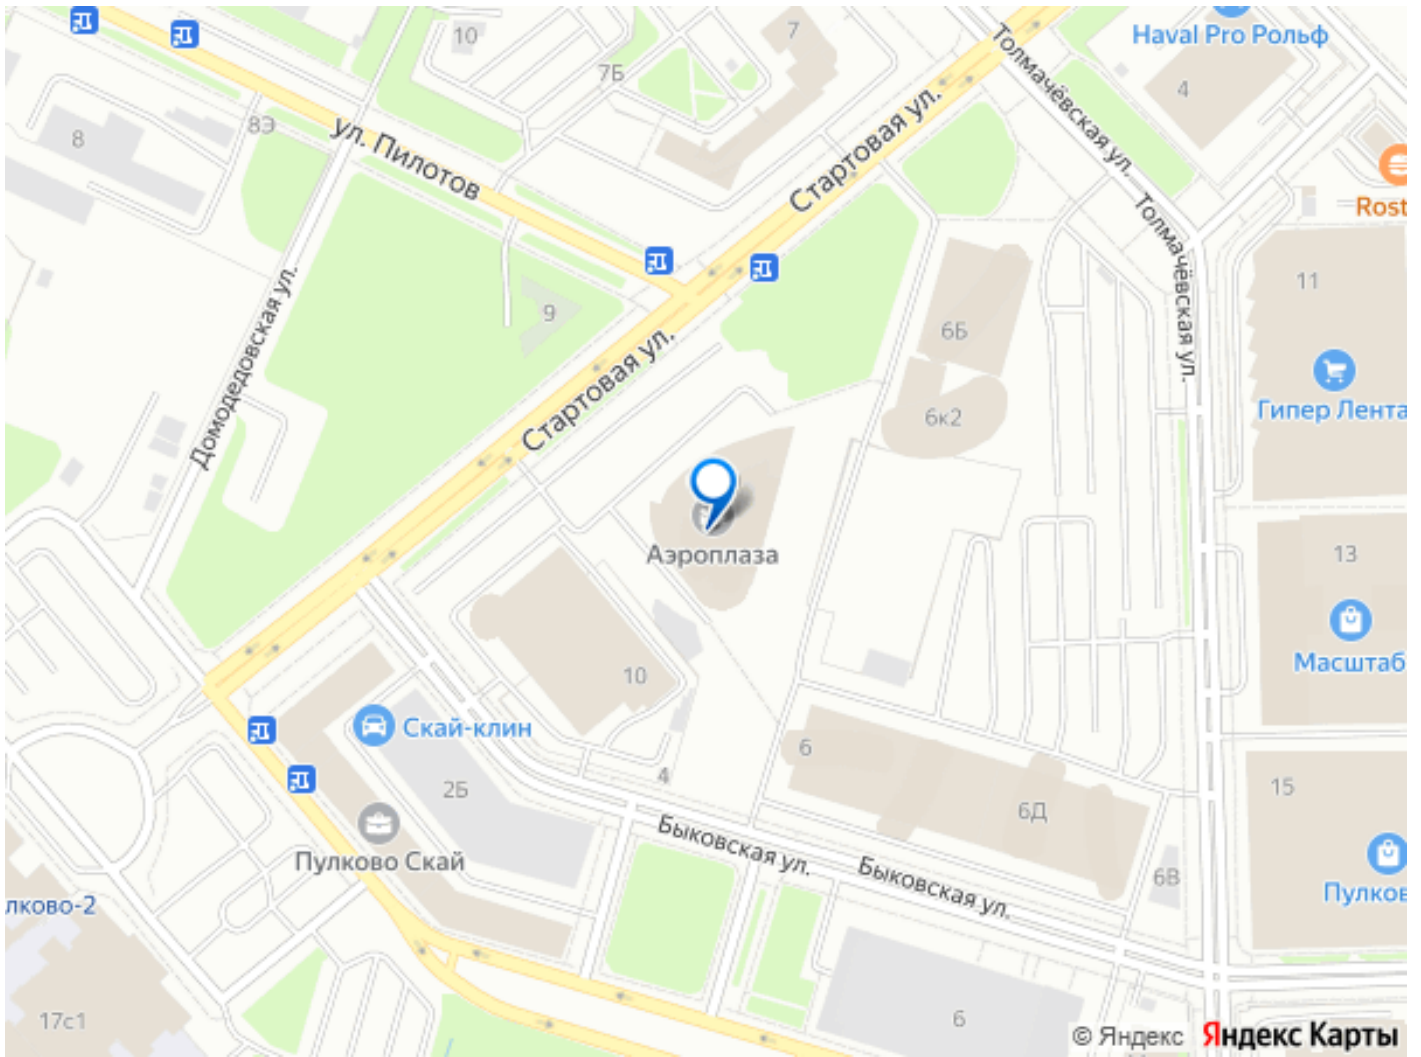 Haval Pro Рольф
10
7
7Б
4
Толмачёвская ул.
8
8Э
ул. Пилотов
Стартовая ул.
Rost
Толмачёвская ул.
11
Домодедовская ул.
9
6Б
Стартовая ул.
Гипер Лента
6к2
Аэроплаза
13
10
Масштаб
Скай-клин
6
4
2Б
15
6Д
Пулково Скай
Быковская ул.
Быковская ул.
6В
Пулков
лково-2
17с1
6
© Яндекс Яндекс Карты